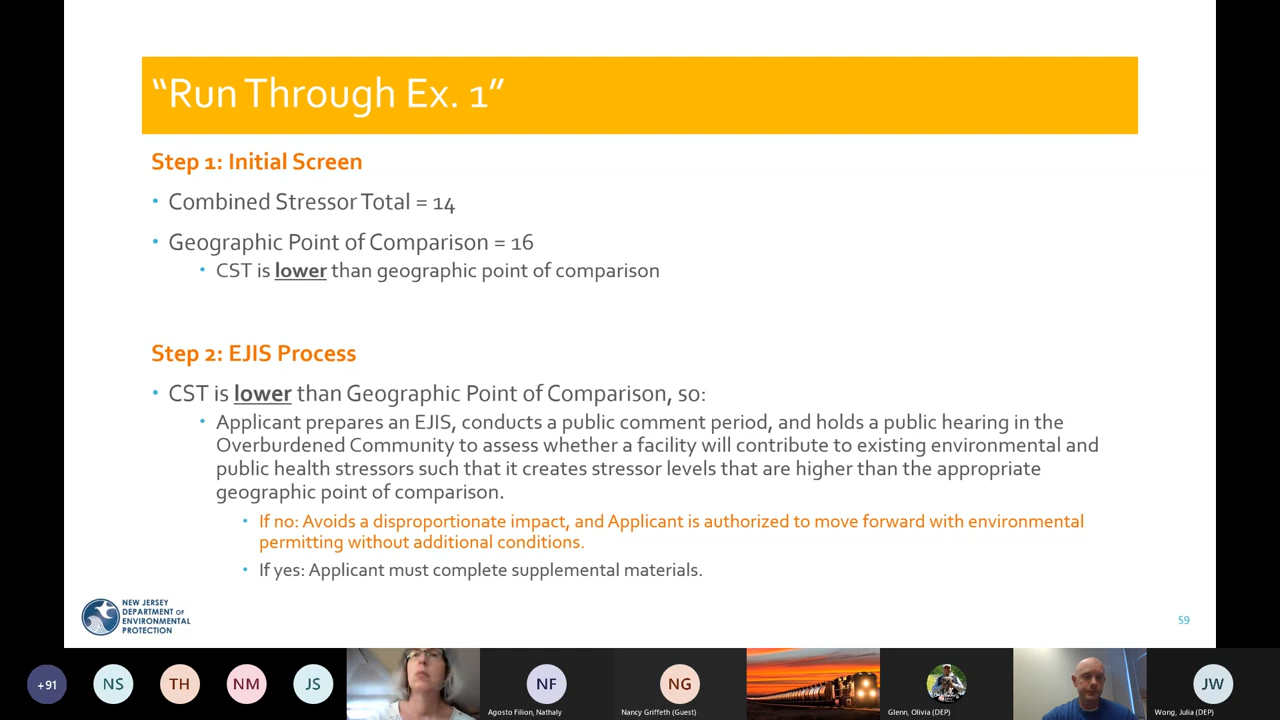 “Run Through Ex. 1”
Step 1: Initial Screen
• Combined Stressor Total = 14
• Geographic Point of Comparison = 16
• CST is lower than geographic point of comparison
Step 2: EJIS Process
• CST is lower than Geographic Point of Comparison, so:
• Applicant prepares an EJIS, conducts a public comment period, and holds a public hearing in the
Overburdened Community to assess whether a facility will contribute to existing environmental and
public health stressors such that it creates stressor levels that are higher than the appropriate
geographic point of comparison.
• If no: Avoids a disproportionate impact, and Applicant is authorized to move forward with environmental
permitting without additional conditions.
• If yes: Applicant must complete supplemental materials.
NEW JERSEY
DEPARTMENT OF
ENVIRONMENTAL
PROTECTION
59
+91
NS
TH
NM
JS
NF
Agosto Filion, Nathaly
NG
Nancy Griffeth (Guest)
Glenn, Olivia (DEP)
JW
Wong, Julia (DEP)